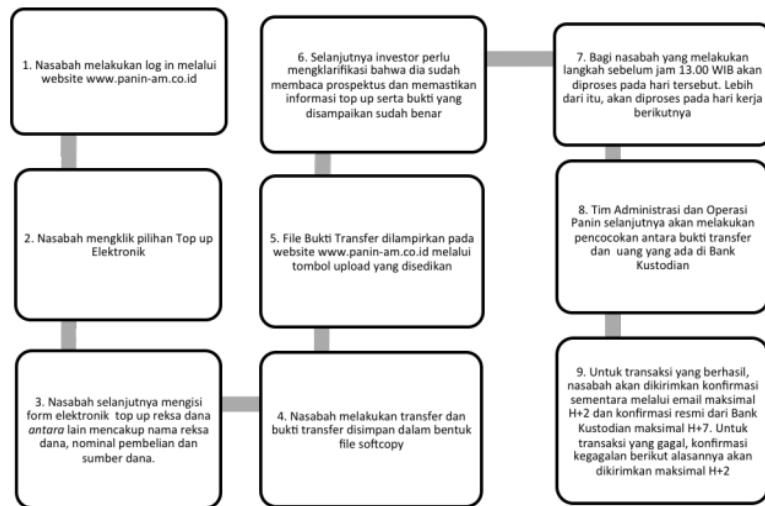 1. Nasabah melakukan log in melalui
website www.panin-am.co.id
2. Nasabah mengklik pilihan Top up
Elektronik
3. Nasabah selanjutnya mengisi
form elektronik top up reksa dana
antara lain mencakup nama reksa
dana, nominal pembelian dan
sumber dana.
4. Nasabah melakukan transfer dan
bukti transfer disimpan dalam bentuk
file softcopy
5. File Bukti Transfer dilampirkan pada
website www.panin-am.co.id melalui
tombol upload yang disedikan
6. Selanjutnya investor perlu
mengklarifikasi bahwa dia sudah
membaca prospektus dan memastikan
informasi top up serta bukti yang
disampaikan sudah benar
7. Bagi nasabah yang melakukan
langkah sebelum jam 13.00 WIB akan
diproses pada hari tersebut. Lebih
dari itu, akan diproses pada hari kerja
berikutnya
8. Tim Administrasi dan Operasi
Panin selanjutnya akan melakukan
pencocokan antara bukti transfer
dan uang yang ada di Bank
Kustodian
9. Untuk transaksi yang berhasil,
nasabah akan dikirimkan konfirmasi
sementara melalui email maksimal
H+2 dan konfirmasi resmi dari Bank
Kustodian maksimal H+7. Untuk
transaksi yang gagal, konfirmasi
kegagalan berikut alasannya akan
dikirimkan maksimal H+2